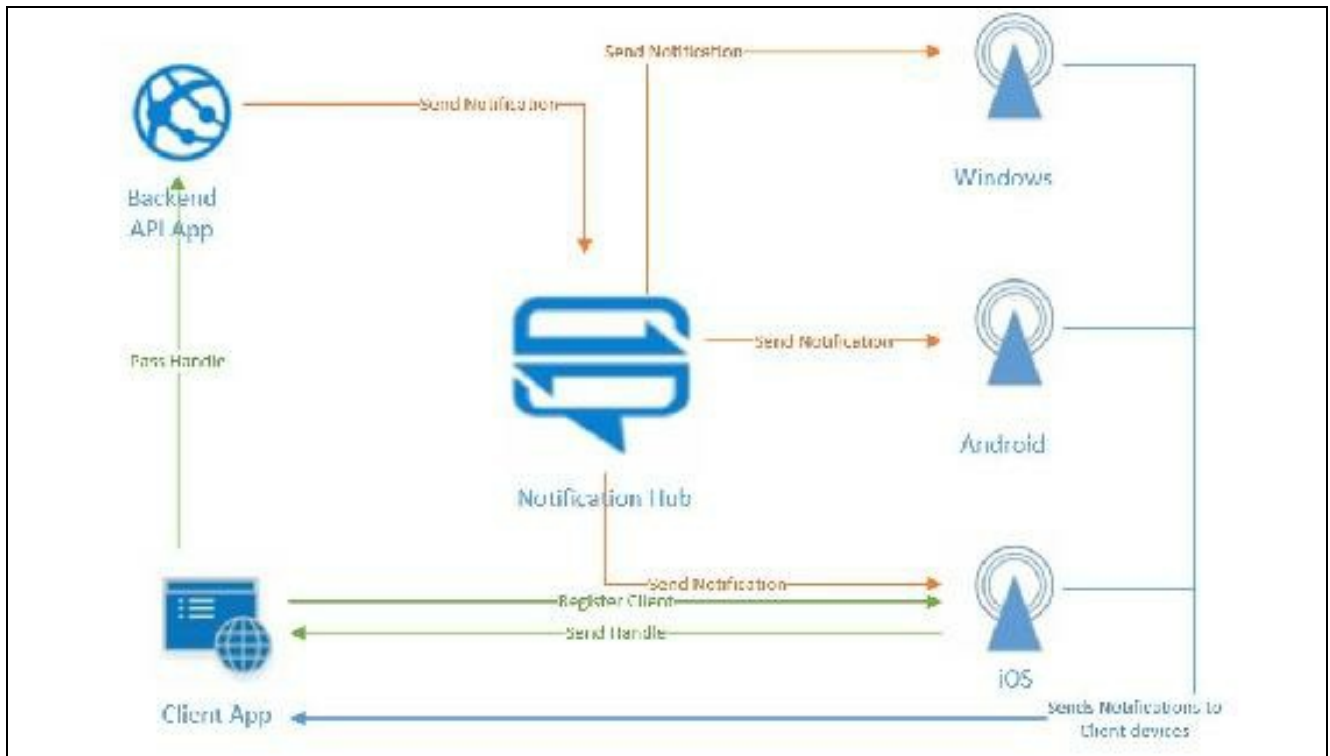 Send Notification
Send Notification
Windows
Backend
API App
Send Notification
Pass Handle
Android
Notification Hub
Send Notification
Register Client
Send Handle
iOS
Client App
Sends Notifications to
Client devices